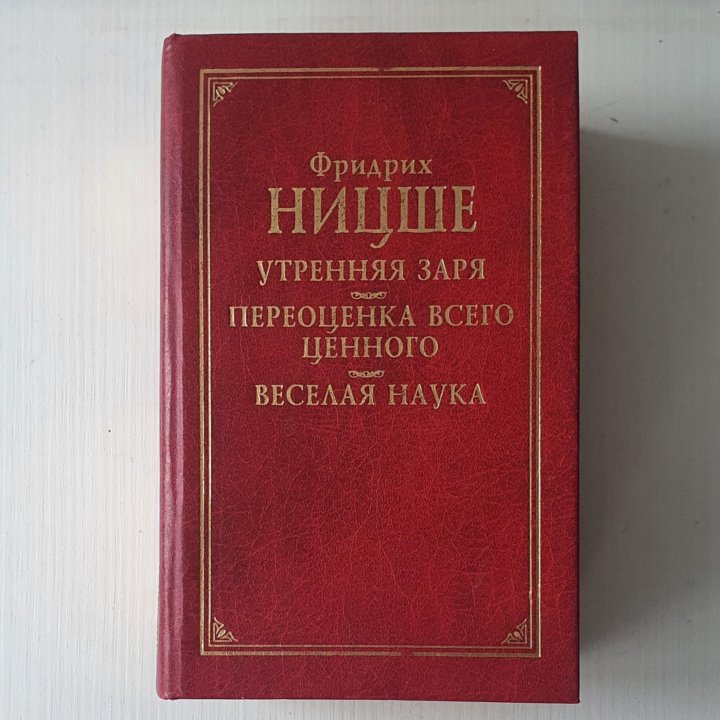 Фридрих
НИЦШЕ
УТРЕННЯЯ ЗАРЯ
ПЕРЕОЦЕНКА ВСЕГО
ЦЕННОГО
ВЕСЕЛАЯ НАУКА